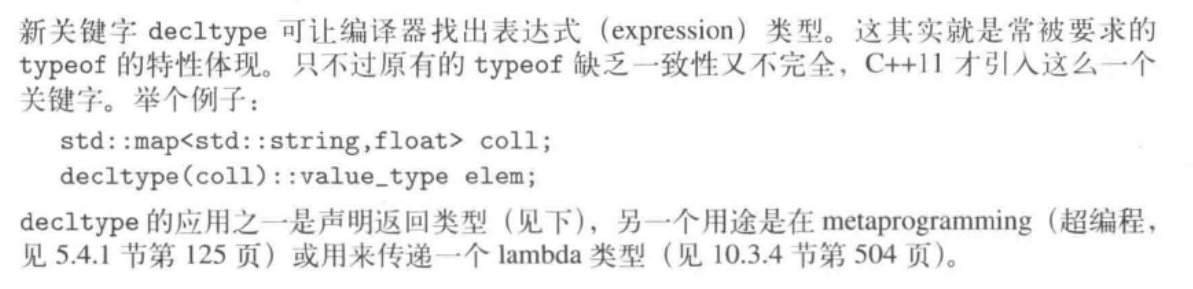 新关键字 decltype 可让编译器找出表达式（expression）类型。这其实就是常被要求的
typeof 的特性体现。只不过原有的 typeof 缺乏一致性又不完全，C++11 才引入这么一个
关键字。举个例子：
std::map<std::string,float> coll;
decltype(coll)::value_type elem;
decltype 的应用之一是声明返回类型（见下），另一个用途是在 metaprogramming（超编程，
见 5.4.1 节第 125 页）或用来传递一个 lambda 类型（见 10.3.4 节第 504 页）。